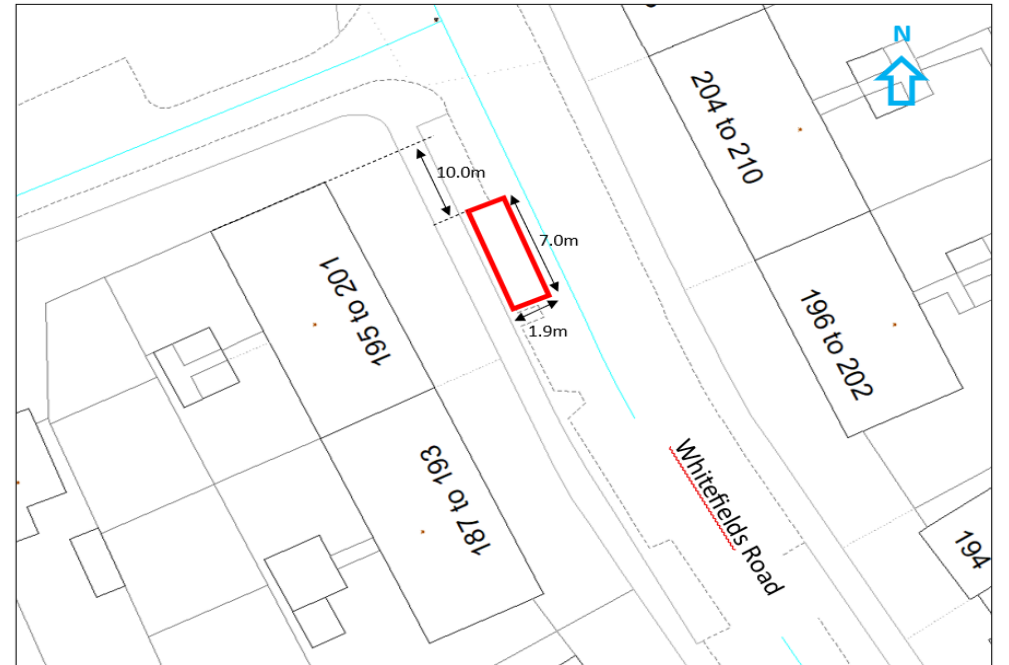 N
204 to 210
10.0m
7.0m
195 to 201
196 to 202
1.9m
187 to 193
Whitefields Road
194